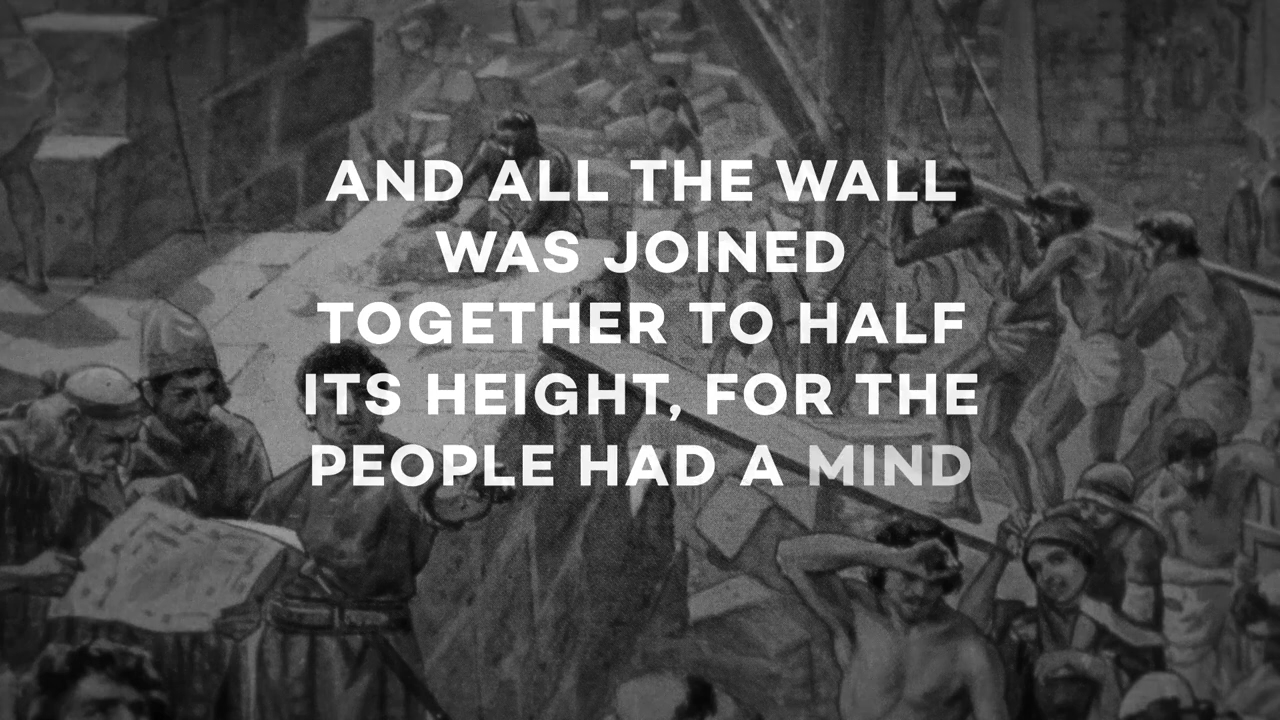 AND ALL THE WALL
WAS JOINED
TOGETHER TO HALF
ITS HEIGHT, FOR THE
PEOPLE HAD A MIND